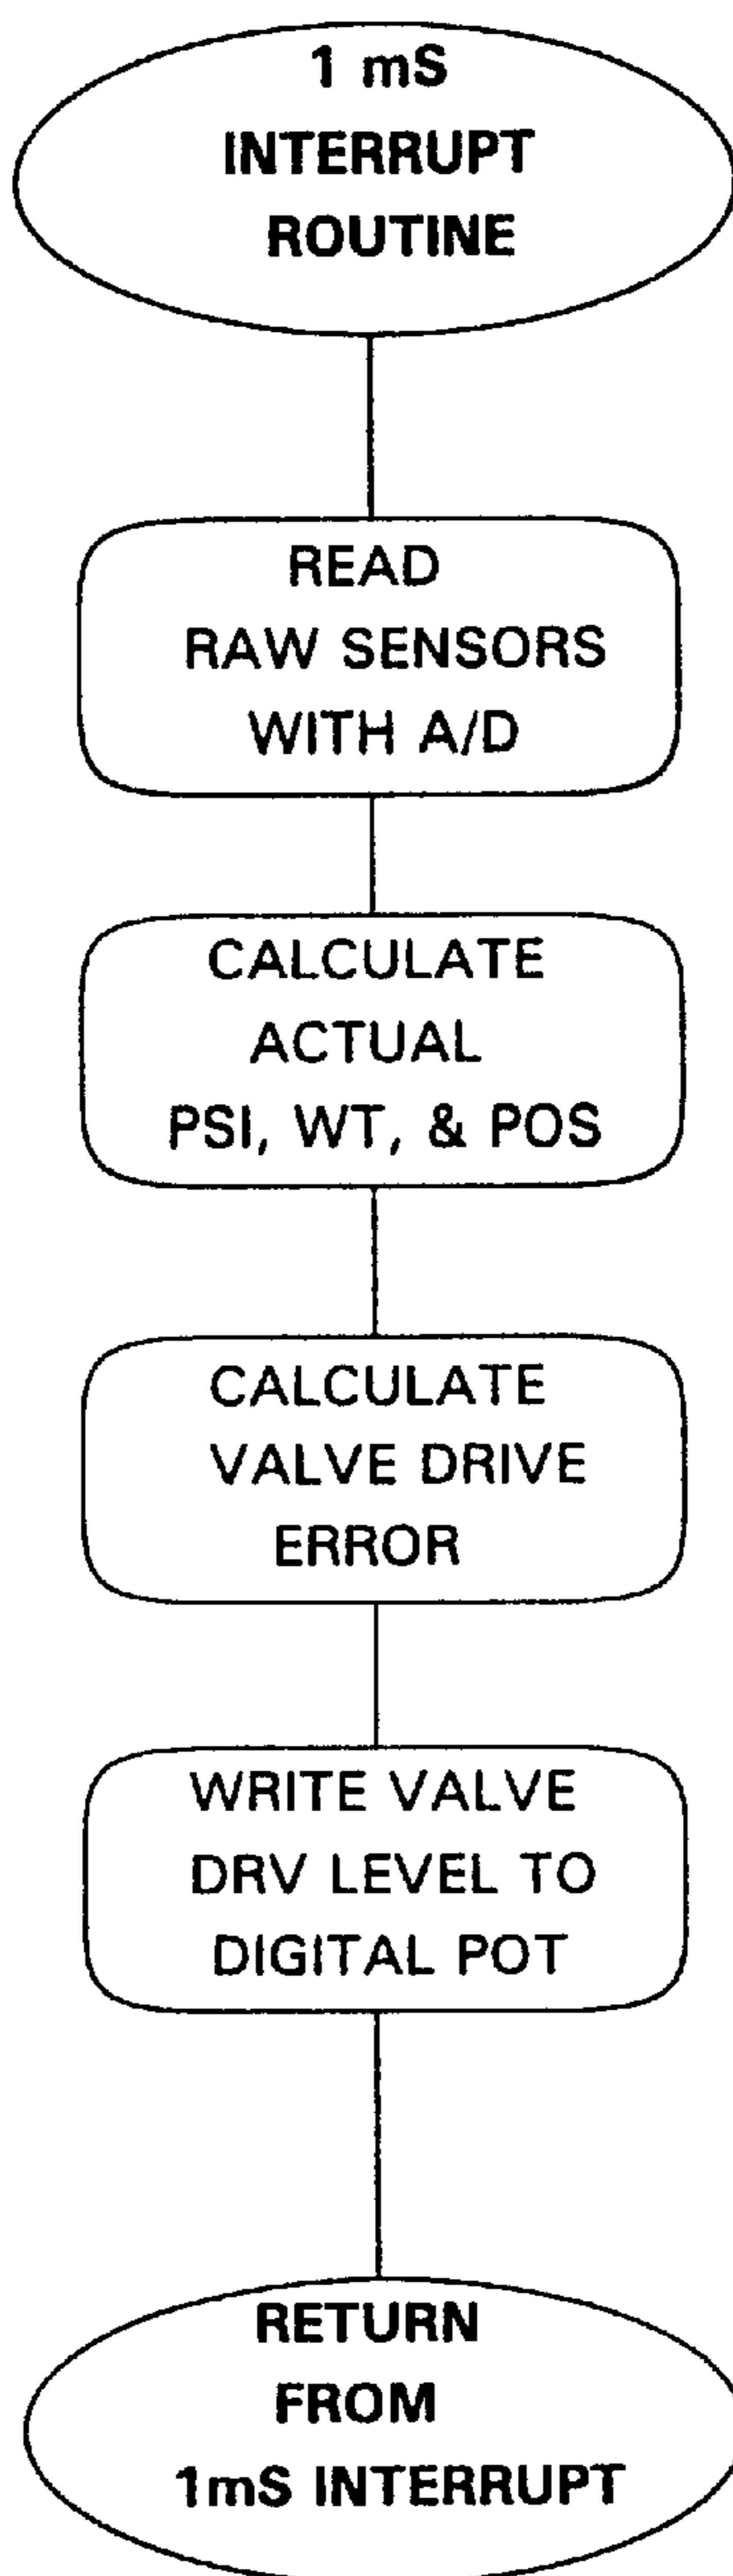 1 mS
INTERRUPT
ROUTINE
READ
RAW SENSORS
WITH A/D
CALCULATE
ACTUAL
PSI, WT, & POS
CALCULATE
VALVE DRIVE
ERROR
WRITE VALVE
DRV LEVEL TO
DIGITAL POT
RETURN
FROM
1mS INTERRUPT